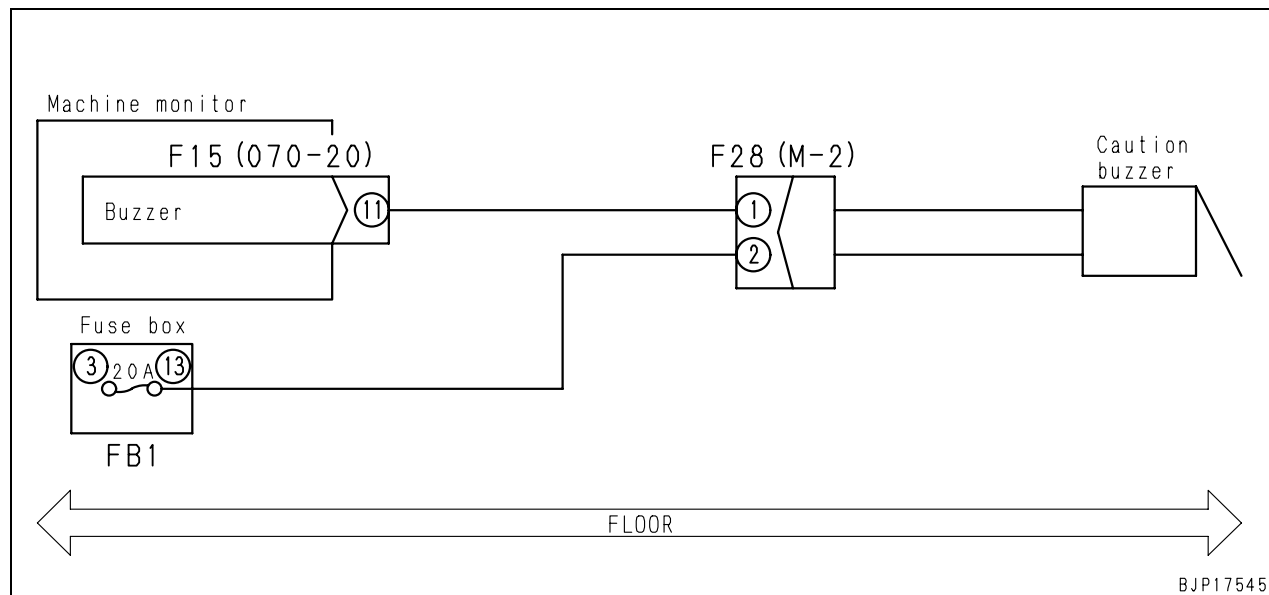 Machine monitor
F15 (070-20)
Buzzer
11
F28 (M-2)
1
2
Caution
buzzer
Fuse box
3 20A 13
FB1
FLOOR
BJP17545